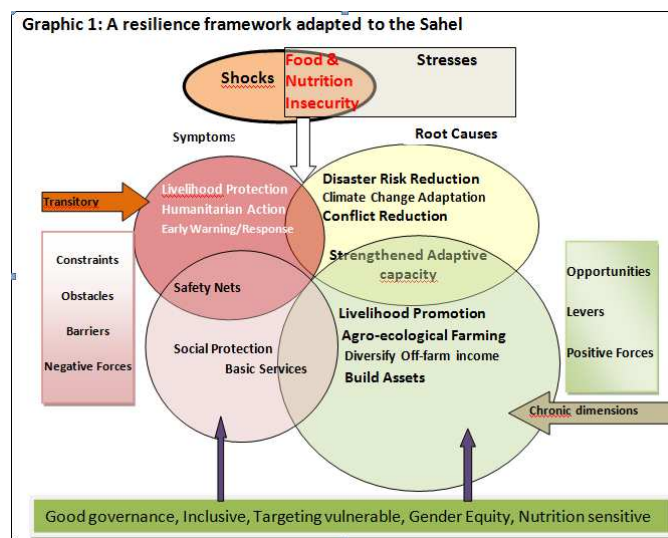 Graphic 1: A resilience framework adapted to the Sahel
Shocks
Food &
Nutrition
Insecurity
Stresses
Symptoms
Root Causes
Transitory
Livelihood Protection
Humanitarian Action
Early Warning/Response
Disaster Risk Reduction
Climate Change Adaptation
Conflict Reduction
Strengthened Adaptive
capacity
Constraints
Obstacles
Barriers
Negative Forces
Safety Nets
Social Protection
Basic Services
Livelihood Promotion
Agro-ecological Farming
Diversify Off-farm income
Build Assets
Opportunities
Levers
Positive Forces
Chronic dimensions
Good governance, Inclusive, Targeting vulnerable, Gender Equity, Nutrition sensitive